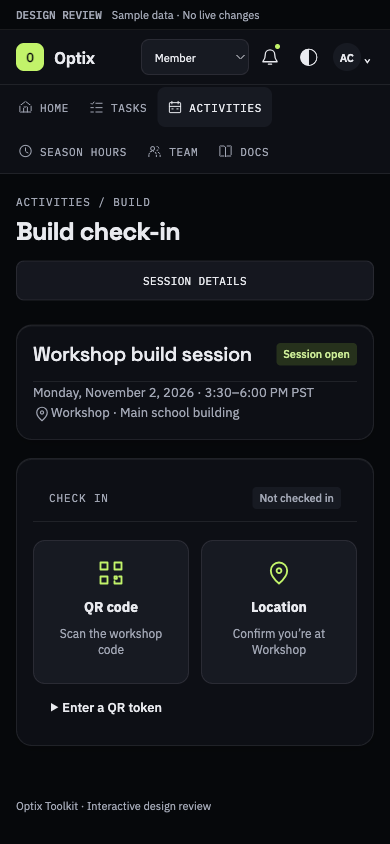 DESIGN REVIEW Sample data · No live changes
O Optix Member AC
HOME TASKS ACTIVITIES
SEASON HOURS TEAM DOCS
ACTIVITIES / BUILD
Build check-in
SESSION DETAILS
Workshop build session Session open
Monday, November 2, 2026 · 3:30–6:00 PM PST
Workshop · Main school building
CHECK IN Not checked in
QR code Location
Scan the workshop Confirm you’re at
code Workshop
Enter a QR token
Optix Toolkit · Interactive design review